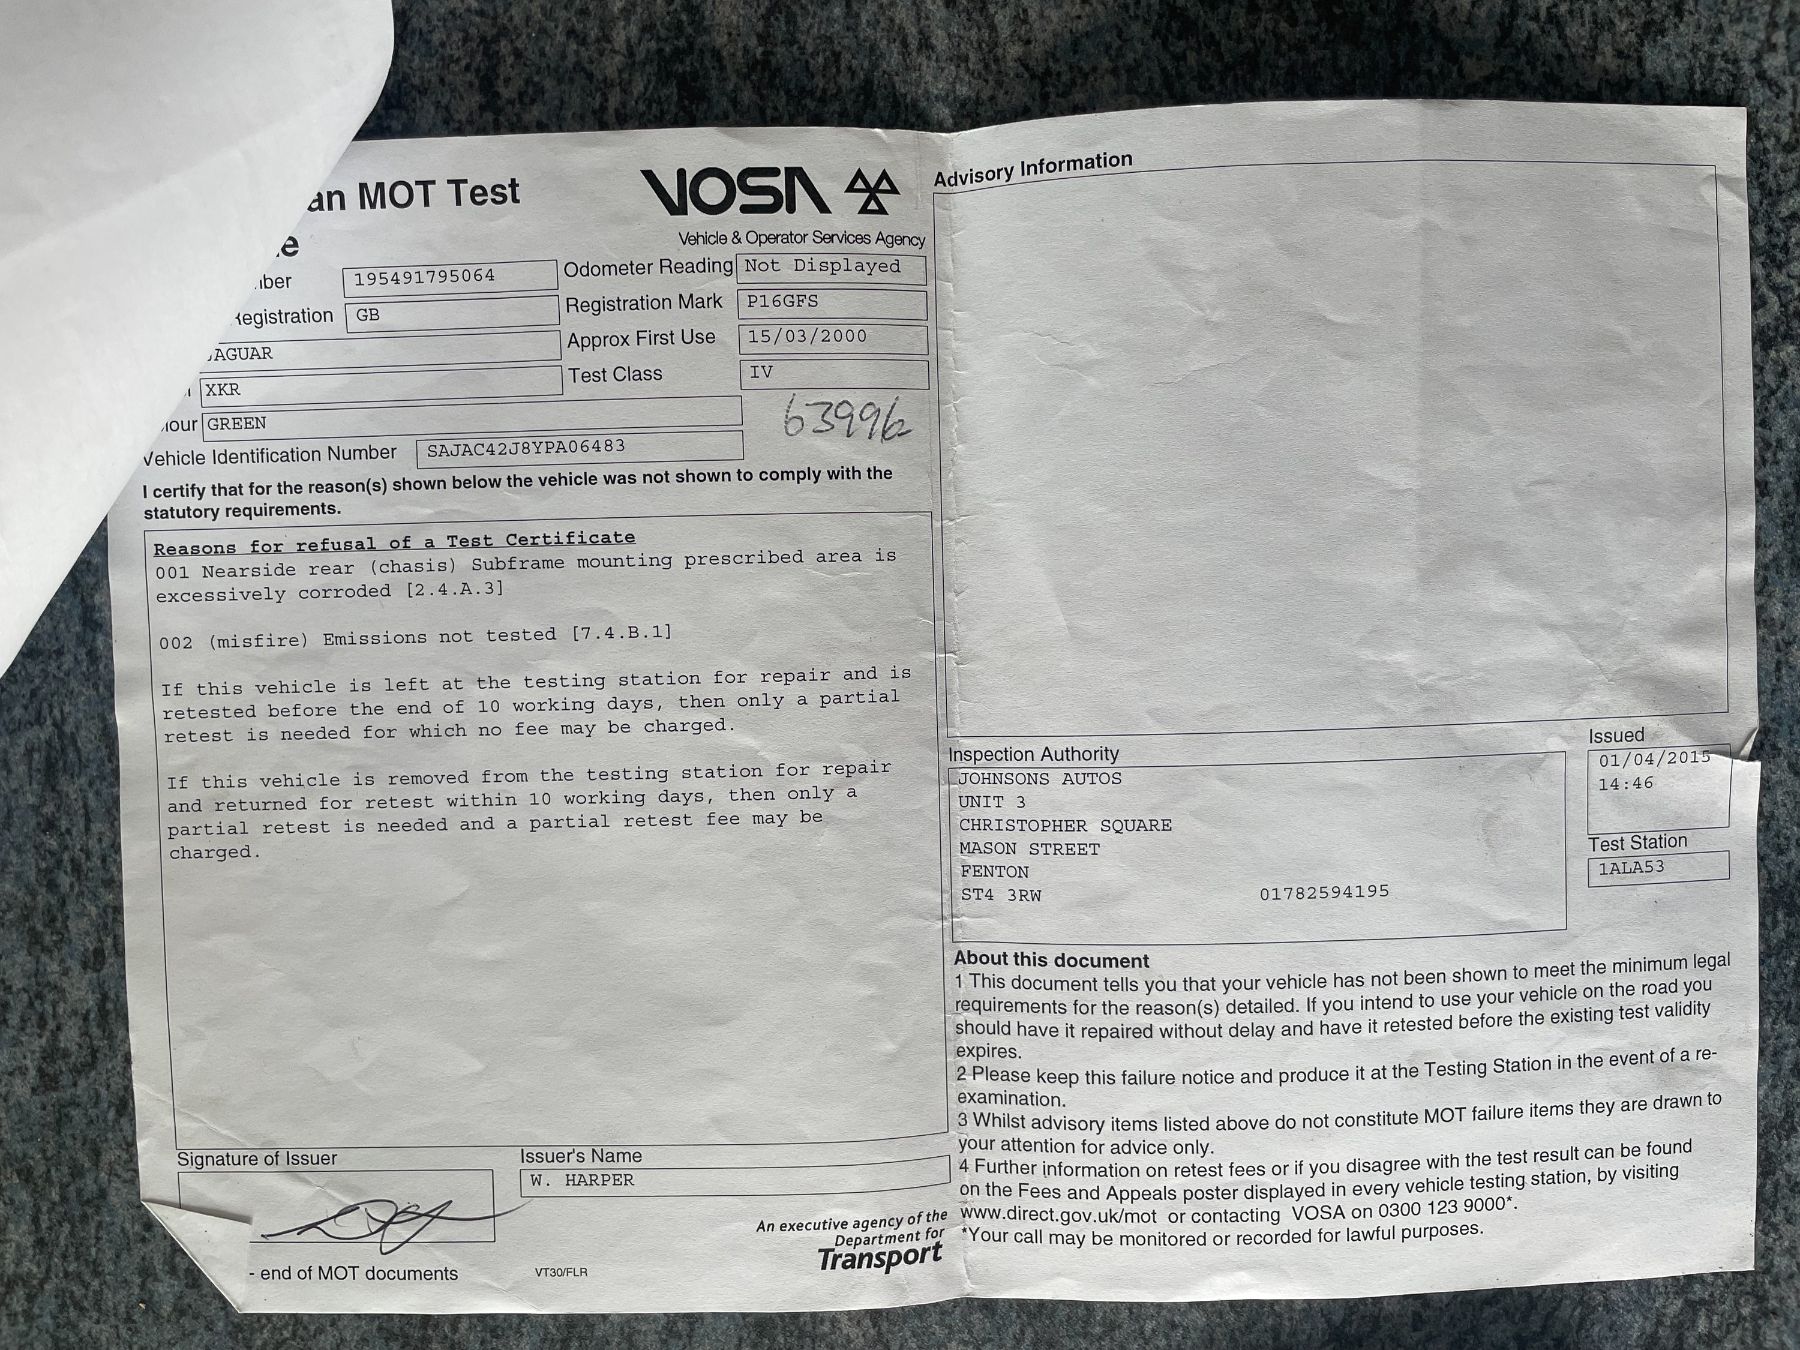 an MOT Test
VOSA
Vehicle & Operator Services Agency
195491795064
Odometer Reading Not Displayed
GB
Registration Mark P16GFS
AGUAR
Approx First Use 15/03/2000
XKR
Test Class IV
GREEN
63996
Vehicle Identification Number SAJAC42J8YPA06483
I certify that for the reason(s) shown below the vehicle was not shown to comply with the
statutory requirements.
Reasons for refusal of a Test Certificate
001 Nearside rear (chasis) Subframe mounting prescribed area is
excessively corroded [2.4.A.3]
002 (misfire) Emissions not tested [7.4.B.1]
If this vehicle is left at the testing station for repair and is
retested before the end of 10 working days, then only a partial
retest is needed for which no fee may be charged.
If this vehicle is removed from the testing station for repair
and returned for retest within 10 working days, then only a
partial retest is needed and a partial retest fee may be
charged.
Signature of Issuer
Issuer's Name
W. HARPER
An executive agency of the
Department for
Transport
- end of MOT documents
VT30/FLR
Advisory Information
Inspection Authority
JOHNSONS AUTOS
UNIT 3
CHRISTOPHER SQUARE
MASON STREET
FENTON
ST4 3RW 01782594195
Issued
01/04/2015
14:46
Test Station
1ALA53
About this document
1 This document tells you that your vehicle has not been shown to meet the minimum legal
requirements for the reason(s) detailed. If you intend to use your vehicle on the road you
should have it repaired without delay and have it retested before the existing test validity
expires.
2 Please keep this failure notice and produce it at the Testing Station in the event of a re-
examination.
3 Whilst advisory items listed above do not constitute MOT failure items they are drawn to
your attention for advice only.
4 Further information on retest fees or if you disagree with the test result can be found
on the Fees and Appeals poster displayed in every vehicle testing station, by visiting
www.direct.gov.uk/mot or contacting VOSA on 0300 123 9000*.
*Your call may be monitored or recorded for lawful purposes.